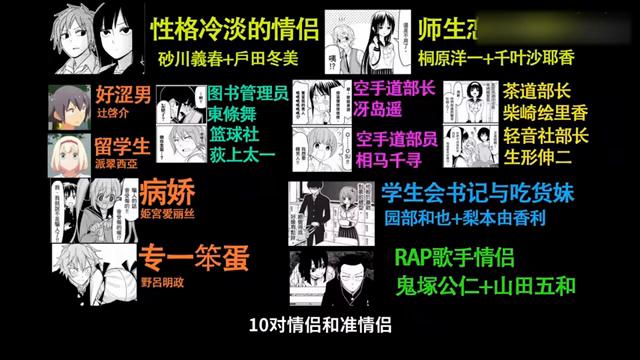 性格冷淡的情侣
砂川義春+戶田冬美
师生恋
桐原洋一+千叶沙耶香
好涩男
辻啓介
图书管理员
東條舞
篮球社
荻上太一
留学生
派翠西亞
空手道部长
冴岛遥
空手道部员
相马千寻
茶道部长
柴崎绘里香
轻音社部长
生形伸二
病娇
姫宮爱丽丝
学生会书记与吃货妹
园部和也+梨本由香利
专一笨蛋
野呂明政
RAP歌手情侣
鬼塚公仁+山田五和
10对情侣和准情侣